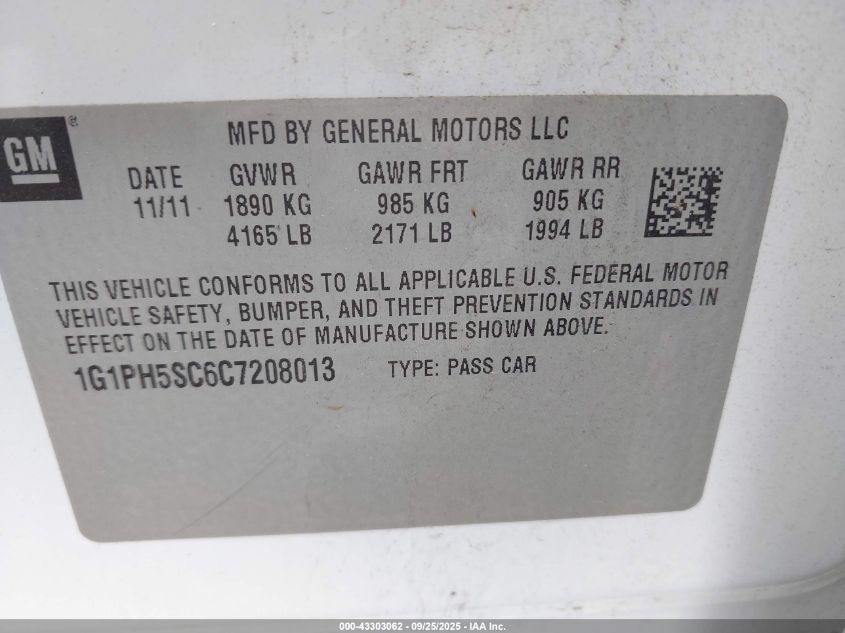 GM®
MFD BY GENERAL MOTORS LLC
DATE GVWR GAWR FRT GAWR RR
11/11 1890 KG 985 KG 905 KG
4165 LB 2171 LB 1994 LB
THIS VEHICLE CONFORMS TO ALL APPLICABLE U.S. FEDERAL MOTOR
VEHICLE SAFETY, BUMPER, AND THEFT PREVENTION STANDARDS IN
EFFECT ON THE DATE OF MANUFACTURE SHOWN ABOVE.
1G1PH5SC6C7208013 TYPE: PASS CAR
000-43303062 - 09/25/2025 - IAA Inc.